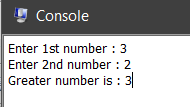 Console
Enter 1st number : 3
Enter 2nd number : 2
Greater number is : 3